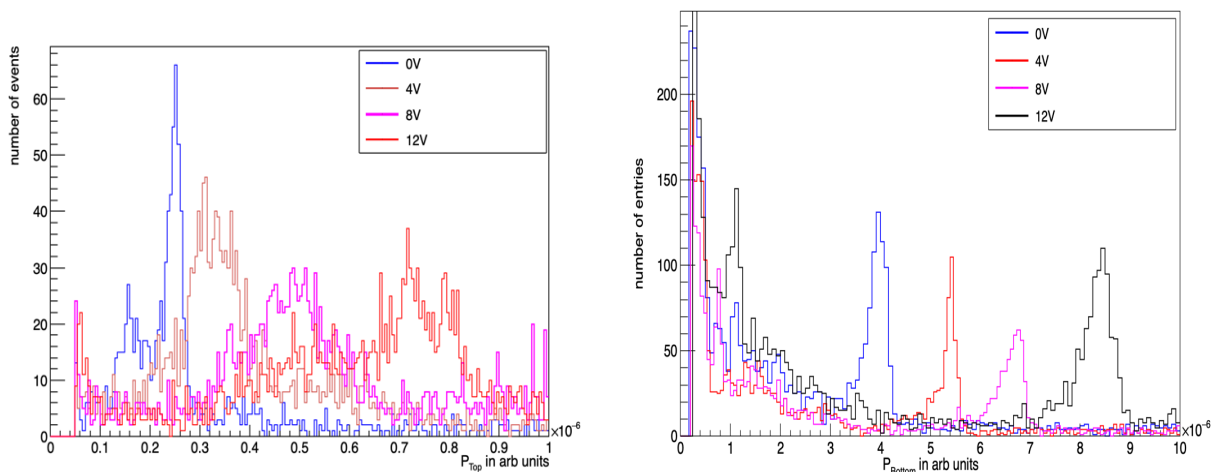 number of events
0V
4V
8V
12V
60
50
40
30
20
10
0
0 0.1 0.2 0.3 0.4 0.5 0.6 0.7 0.8 0.9 1
×10⁻⁶
P_Top in arb units
number of entries
0V
4V
8V
12V
200
150
100
50
0
0 1 2 3 4 5 6 7 8 9 10
×10⁻⁶
P_Bottom in arb units